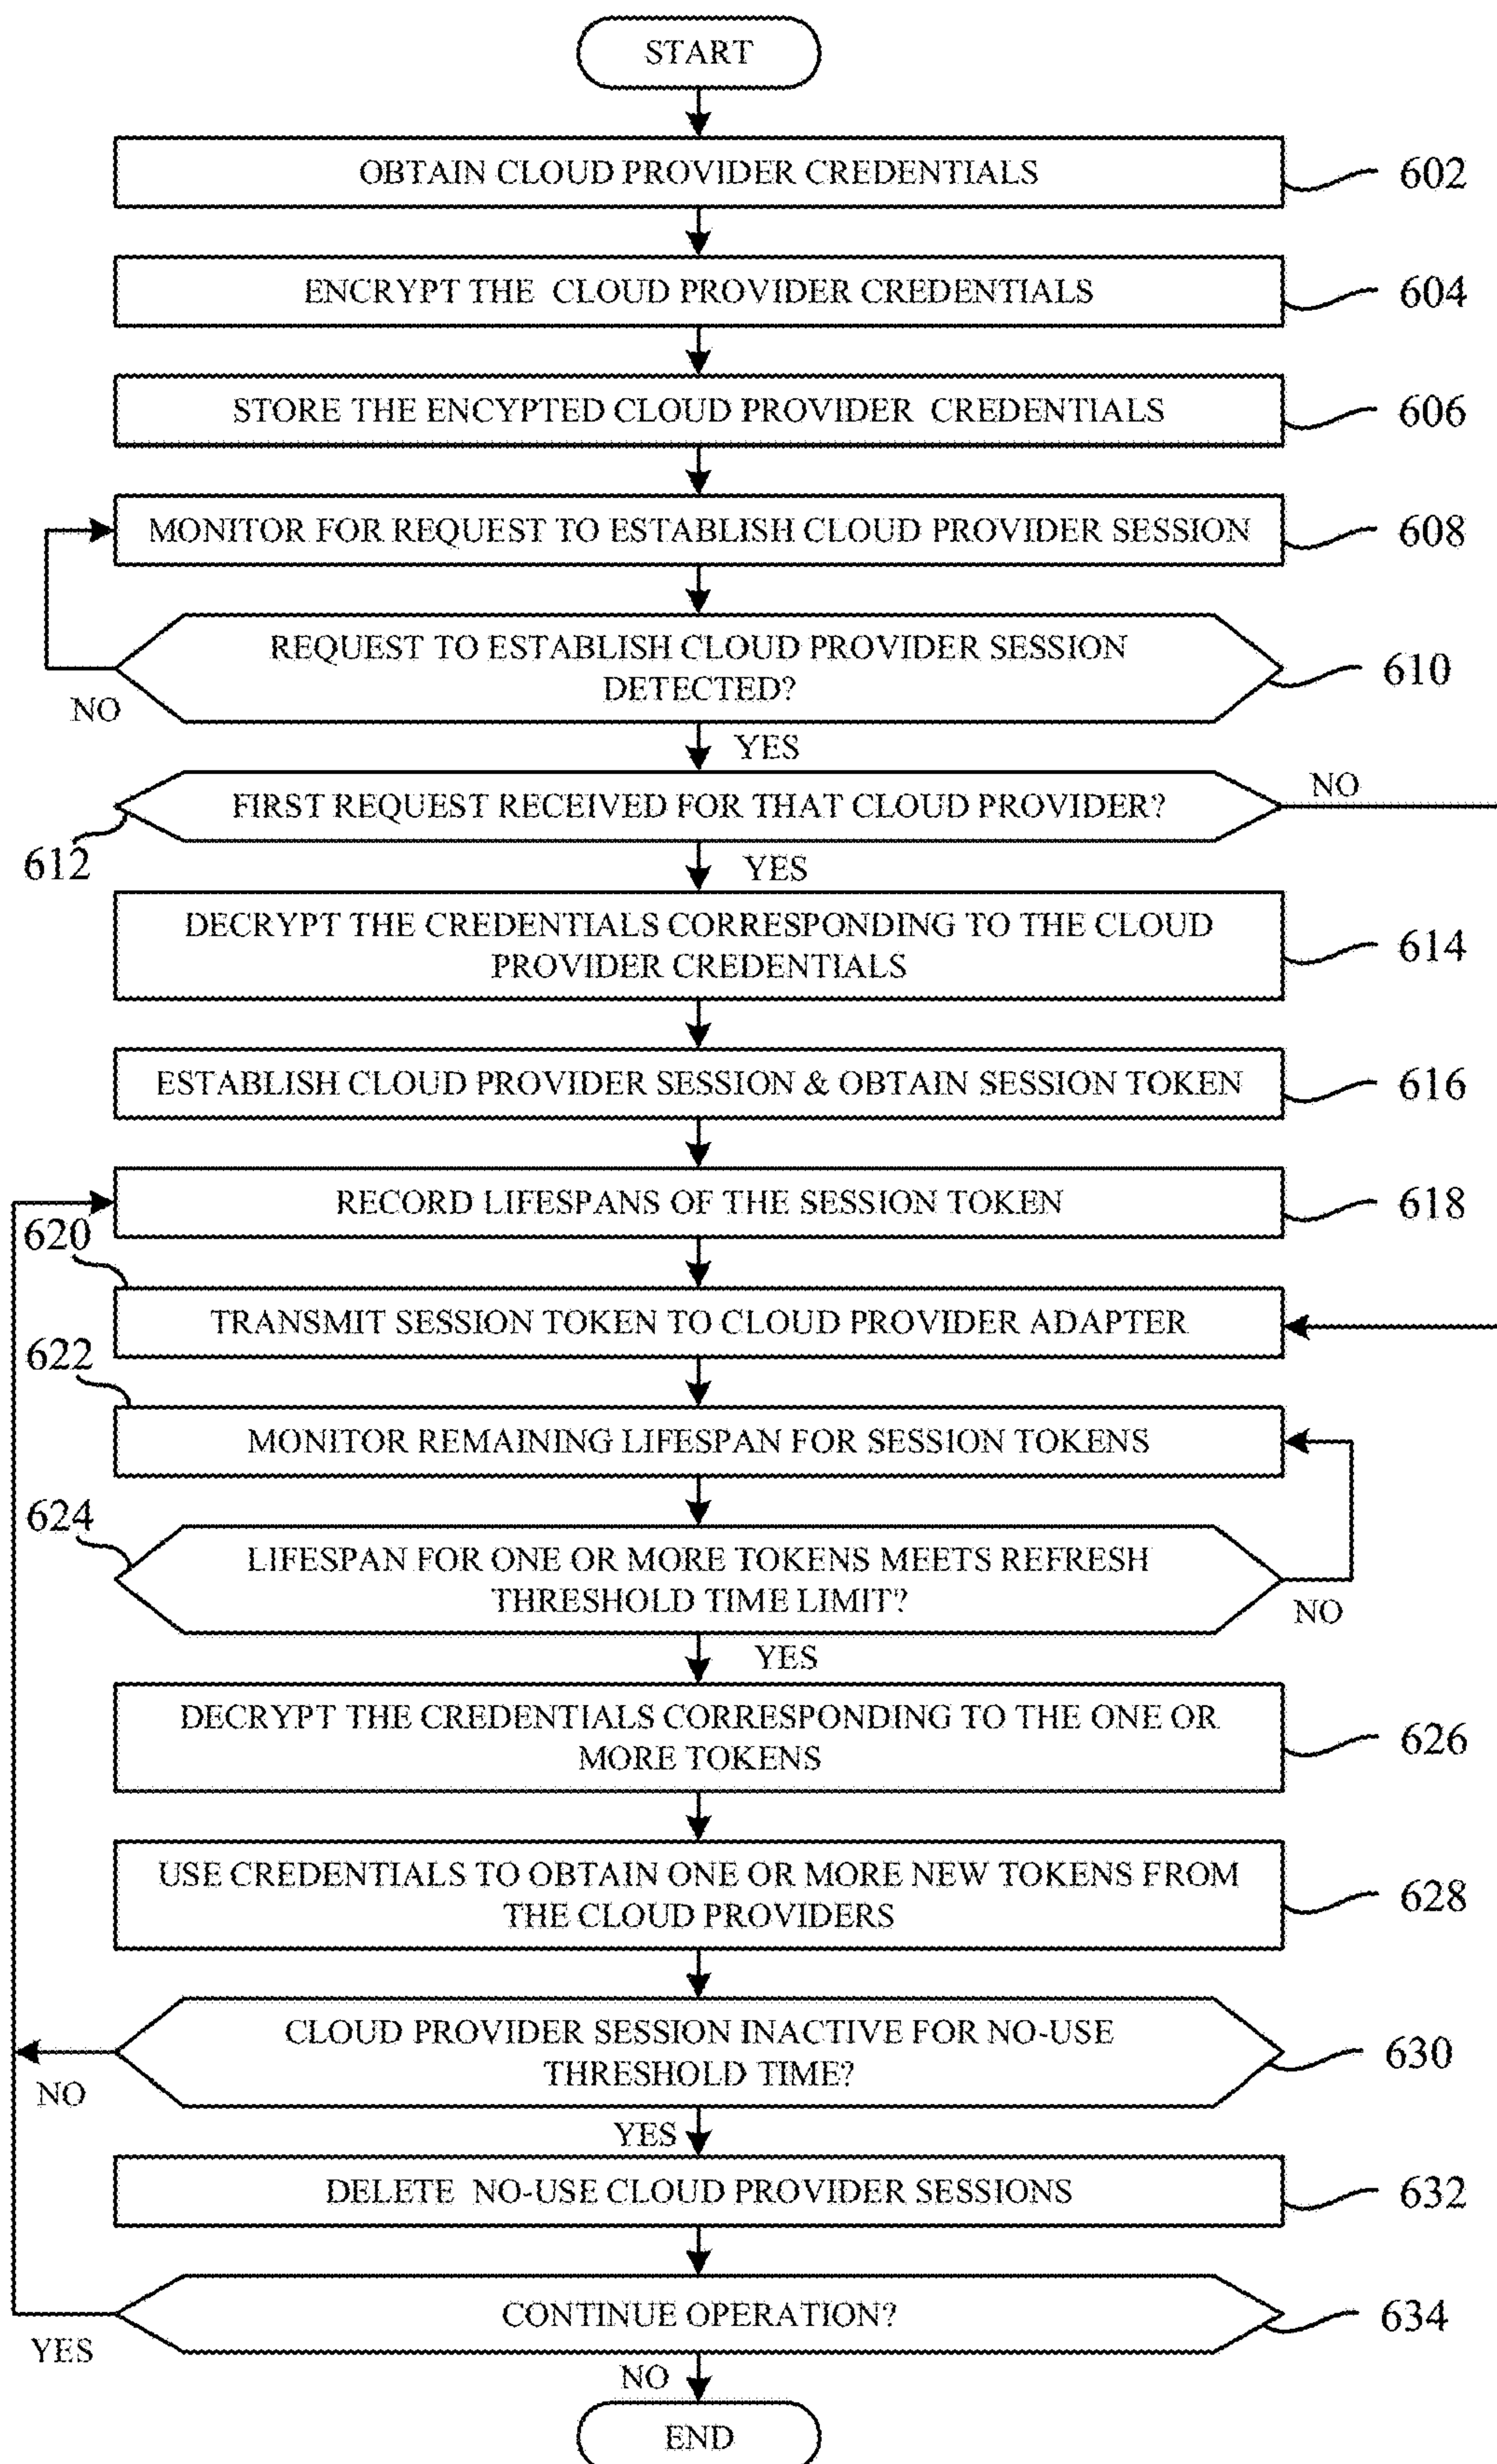 START
OBTAIN CLOUD PROVIDER CREDENTIALS
602
ENCRYPT THE CLOUD PROVIDER CREDENTIALS
604
STORE THE ENCYPTED CLOUD PROVIDER CREDENTIALS
606
MONITOR FOR REQUEST TO ESTABLISH CLOUD PROVIDER SESSION
608
REQUEST TO ESTABLISH CLOUD PROVIDER SESSION
DETECTED?
610
NO
YES
FIRST REQUEST RECEIVED FOR THAT CLOUD PROVIDER?
NO
612
YES
DECRYPT THE CREDENTIALS CORRESPONDING TO THE CLOUD
PROVIDER CREDENTIALS
614
ESTABLISH CLOUD PROVIDER SESSION & OBTAIN SESSION TOKEN
616
RECORD LIFESPANS OF THE SESSION TOKEN
618
620
TRANSMIT SESSION TOKEN TO CLOUD PROVIDER ADAPTER
622
MONITOR REMAINING LIFESPAN FOR SESSION TOKENS
624
LIFESPAN FOR ONE OR MORE TOKENS MEETS REFRESH
THRESHOLD TIME LIMIT?
NO
YES
DECRYPT THE CREDENTIALS CORRESPONDING TO THE ONE OR
MORE TOKENS
626
USE CREDENTIALS TO OBTAIN ONE OR MORE NEW TOKENS FROM
THE CLOUD PROVIDERS
628
CLOUD PROVIDER SESSION INACTIVE FOR NO-USE
THRESHOLD TIME?
630
NO
YES
DELETE NO-USE CLOUD PROVIDER SESSIONS
632
CONTINUE OPERATION?
634
YES
NO
END